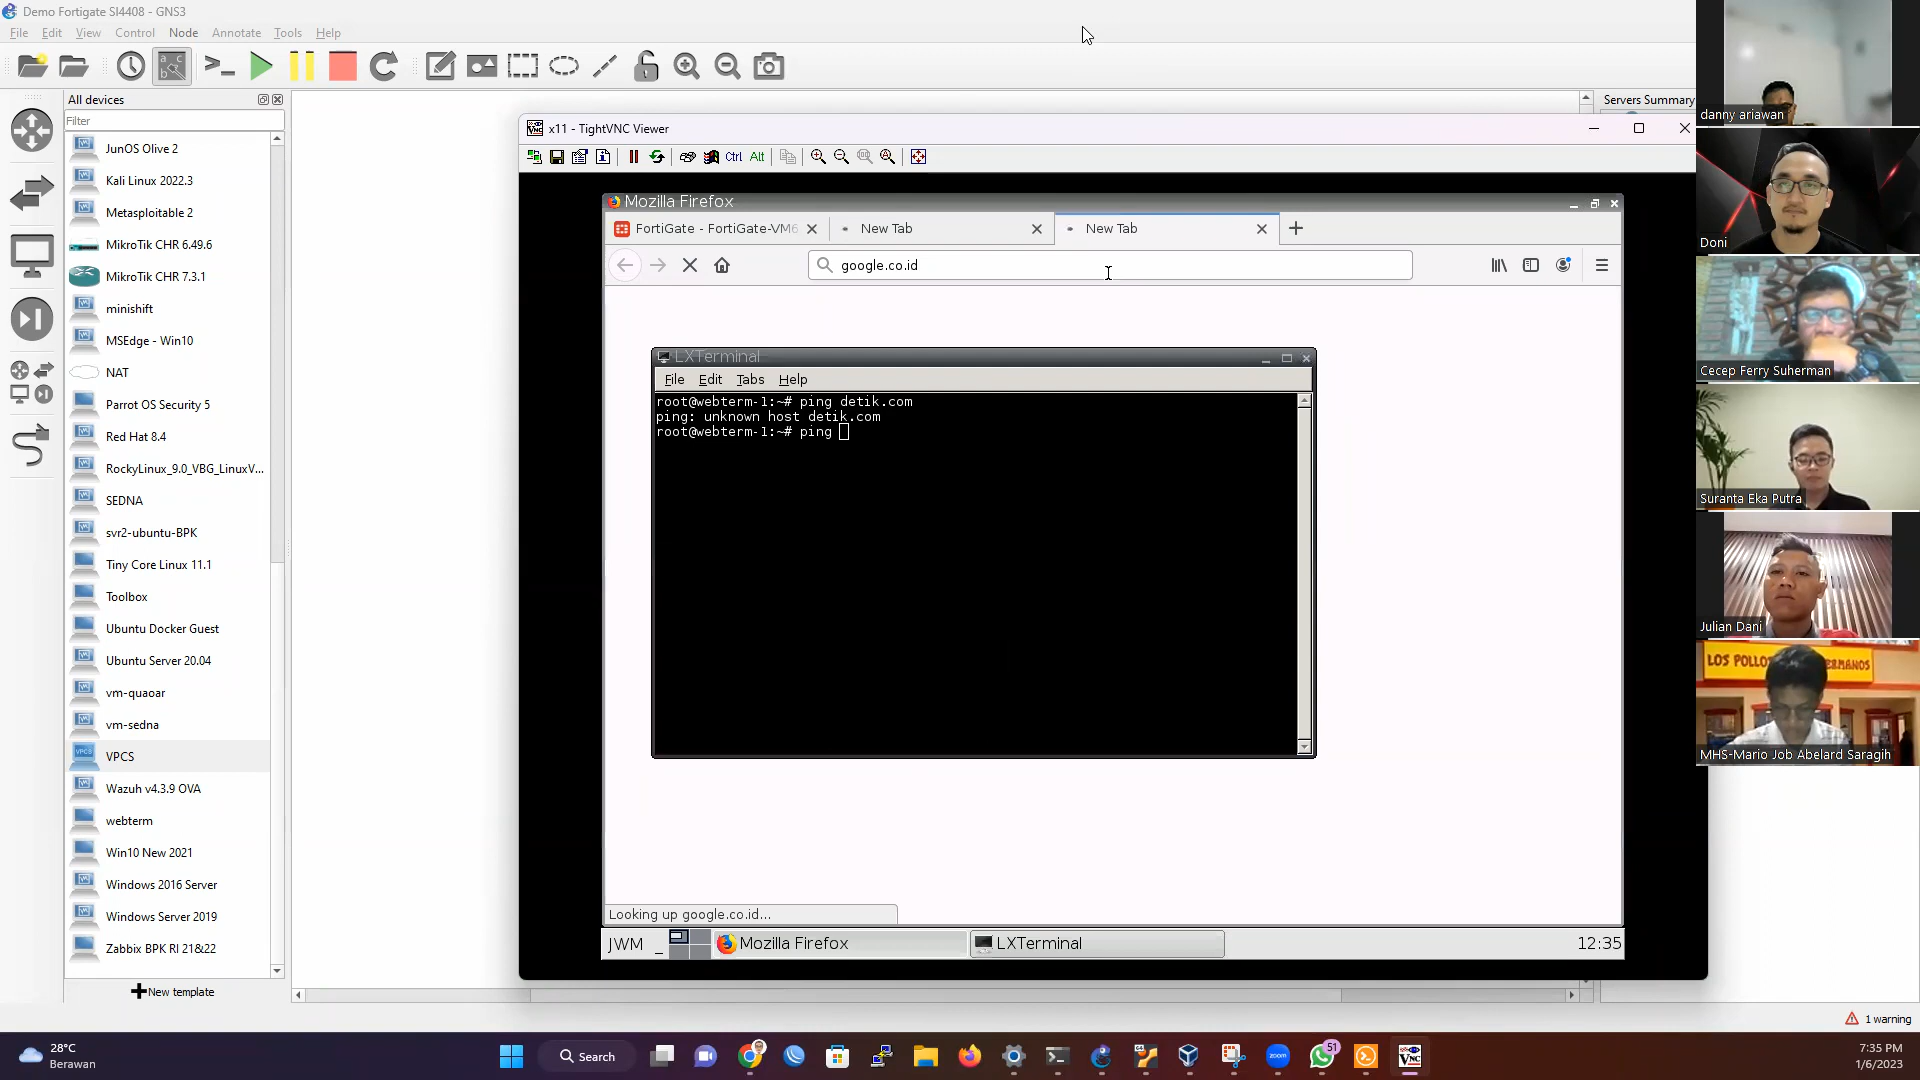 Demo Fortigate SI4408 - GNS3
File Edit View Control Node Annotate Tools Help
All devices
Filter
JunOS Olive 2
Kali Linux 2022.3
Metasploitable 2
MikroTik CHR 6.49.6
MikroTik CHR 7.3.1
minishift
MSEdge - Win10
NAT
Parrot OS Security 5
Red Hat 8.4
RockyLinux_9.0_VBG_LinuxV...
SEDNA
svr2-ubuntu-BPK
Tiny Core Linux 11.1
Toolbox
Ubuntu Docker Guest
Ubuntu Server 20.04
vm-quaoar
vm-sedna
VPCS
Wazuh v4.3.9 OVA
webterm
Win10 New 2021
Windows 2016 Server
Windows Server 2019
Zabbix BPK RI 21&22
New template
Servers Summary
x11 - TightVNC Viewer
Ctrl Alt
Mozilla Firefox
FortiGate - FortiGate-VM6
New Tab
New Tab
google.co.id
LXTerminal
File Edit Tabs Help
root@webterm-1:~# ping detik.com
ping: unknown host detik.com
root@webterm-1:~# ping
Looking up google.co.id...
JWM
Mozilla Firefox
LXTerminal
12:35
danny ariawan
Doni
Cecep Ferry Suherman
Suranta Eka Putra
Julian Dani
LOS POLLO
ERMANOS
MHS-Mario Job Abelard Saragih
1 warning
28°C
Berawan
Search
zoom
51
VNC
7:35 PM
1/6/2023